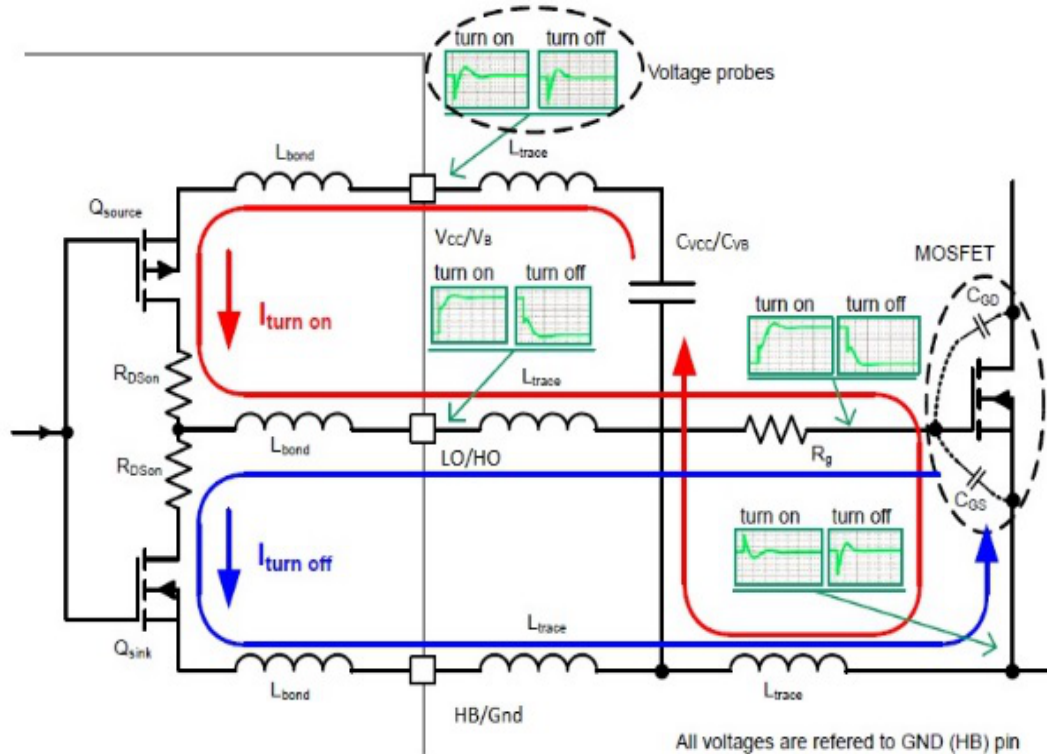 turn on turn off
Voltage probes
Lbond
Ltrace
Qsource
VCC/VB
CVCC/CVB
MOSFET
turn on turn off
CGD
turn on turn off
Iturn on
RDSon
Ltrace
Lbond
Rg
RDSon
LO/HO
CGS
turn on turn off
Iturn off
Ltrace
Qsink
Lbond
Ltrace
HB/Gnd
All voltages are refered to GND (HB) pin